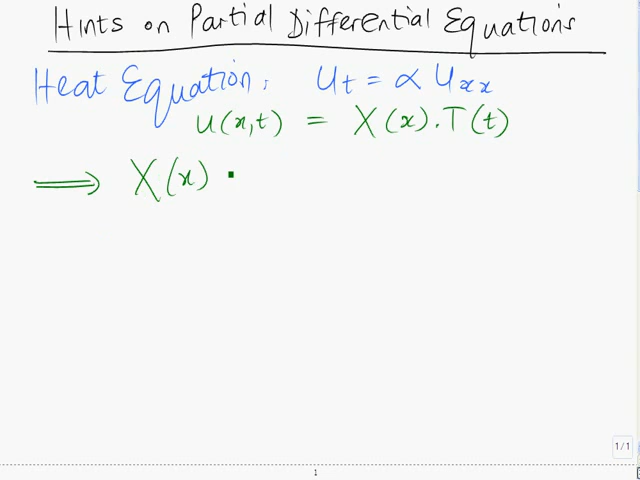 Hints on Partial Differential Equations
Heat Equation: U_t = α U_xx
u(x,t) = X(x).T(t)
⟹ X(x) ·
1/1
1